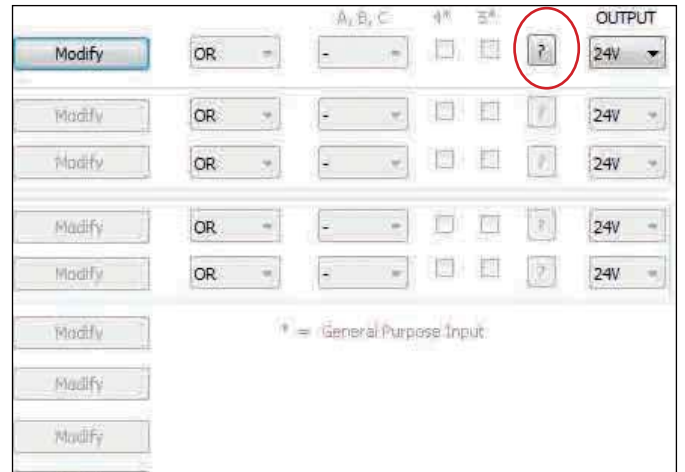 A, B, C 4* 5* OUTPUT
Modify OR - ? 24V
Modify OR - ? 24V
Modify OR - ? 24V
Modify OR - ? 24V
Modify OR - ? 24V
Modify * = General Purpose Input
Modify
Modify